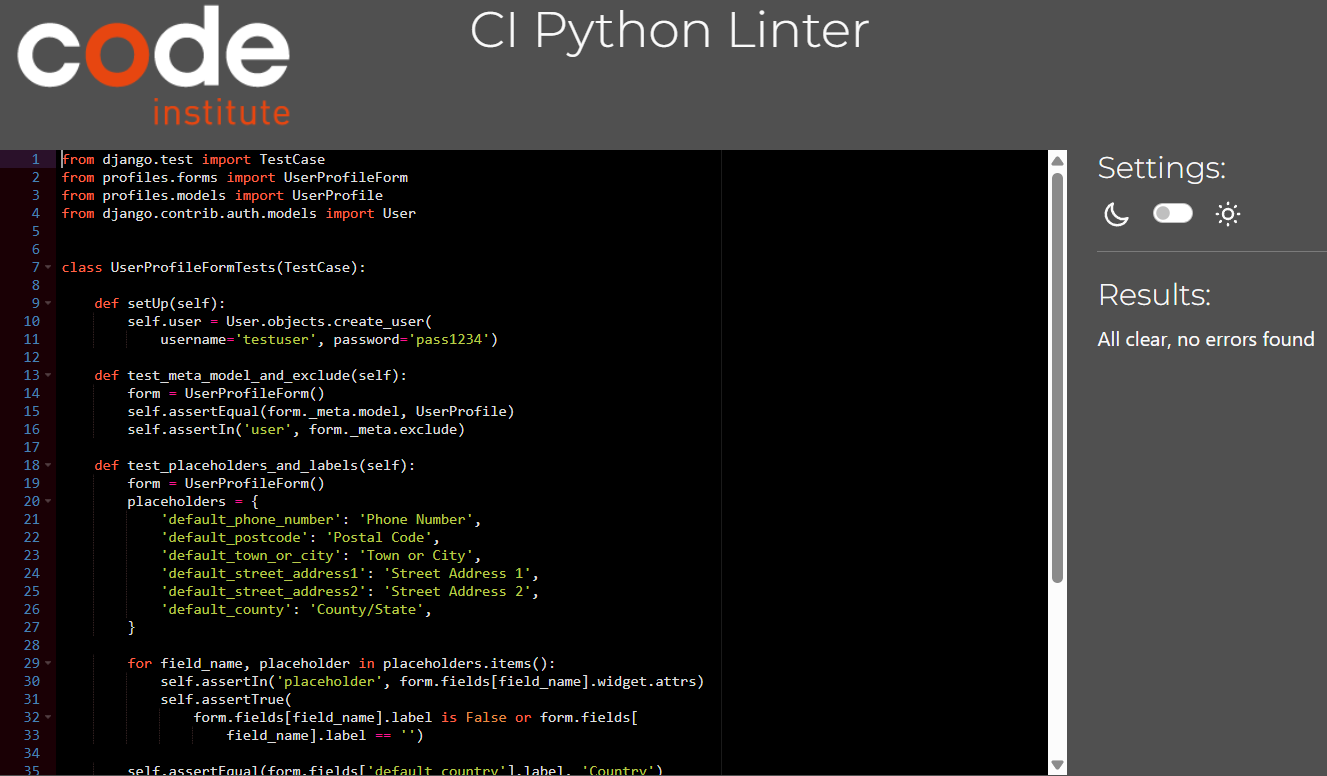 code
institute
CI Python Linter
1 from django.test import TestCase
2 from profiles.forms import UserProfileForm
3 from profiles.models import UserProfile
4 from django.contrib.auth.models import User
5
6
7 class UserProfileFormTests(TestCase):
8
9     def setUp(self):
10         self.user = User.objects.create_user(
11             username='testuser', password='pass1234')
12
13     def test_meta_model_and_exclude(self):
14         form = UserProfileForm()
15         self.assertEqual(form._meta.model, UserProfile)
16         self.assertIn('user', form._meta.exclude)
17
18     def test_placeholders_and_labels(self):
19         form = UserProfileForm()
20         placeholders = {
21             'default_phone_number': 'Phone Number',
22             'default_postcode': 'Postal Code',
23             'default_town_or_city': 'Town or City',
24             'default_street_address1': 'Street Address 1',
25             'default_street_address2': 'Street Address 2',
26             'default_county': 'County/State',
27         }
28
29         for field_name, placeholder in placeholders.items():
30             self.assertIn('placeholder', form.fields[field_name].widget.attrs)
31             self.assertTrue(
32                 form.fields[field_name].label is False or form.fields[
33                     field_name].label == '')
34
35         self.assertEqual(form.fields['default_country'].label, 'Country')
Settings:
Results:
All clear, no errors found